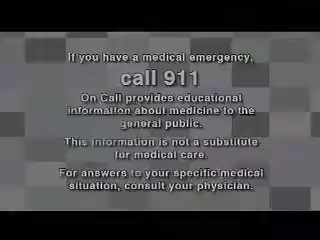 If you have a medical emergency,
call 911
On Call provides educational
information about medicine to the
general public.
This information is not a substitute
for medical care.
For answers to your specific medical
situation, consult your physician.